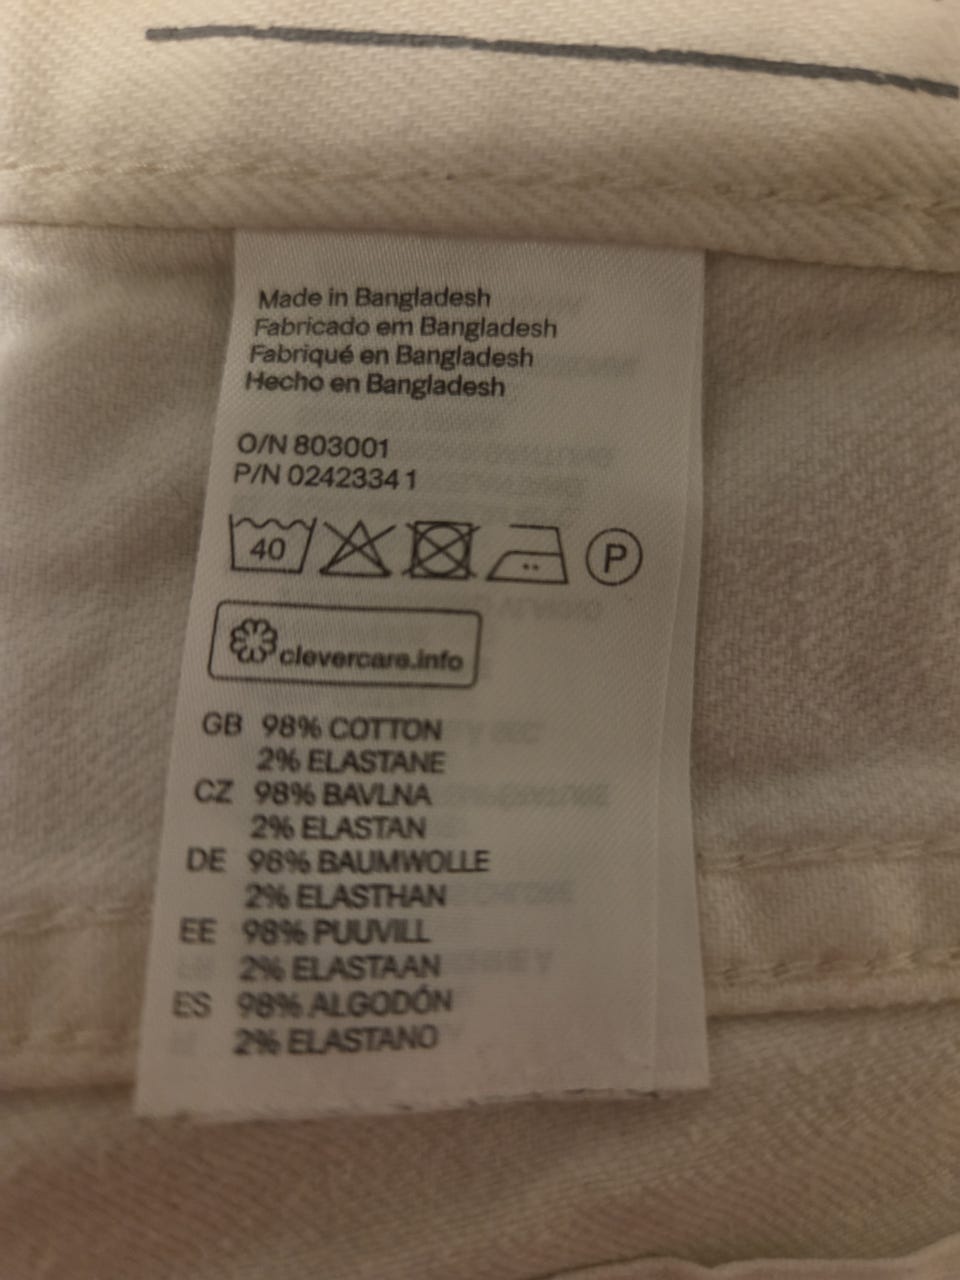 Made in Bangladesh
Fabricado em Bangladesh
Fabriqué en Bangladesh
Hecho en Bangladesh
O/N 803001
P/N 02423341
40 P
clevercare.info
GB 98% COTTON
2% ELASTANE
CZ 98% BAVLNA
2% ELASTAN
DE 98% BAUMWOLLE
2% ELASTHAN
EE 98% PUUVILL
2% ELASTAAN
ES 98% ALGODÓN
2% ELASTANO